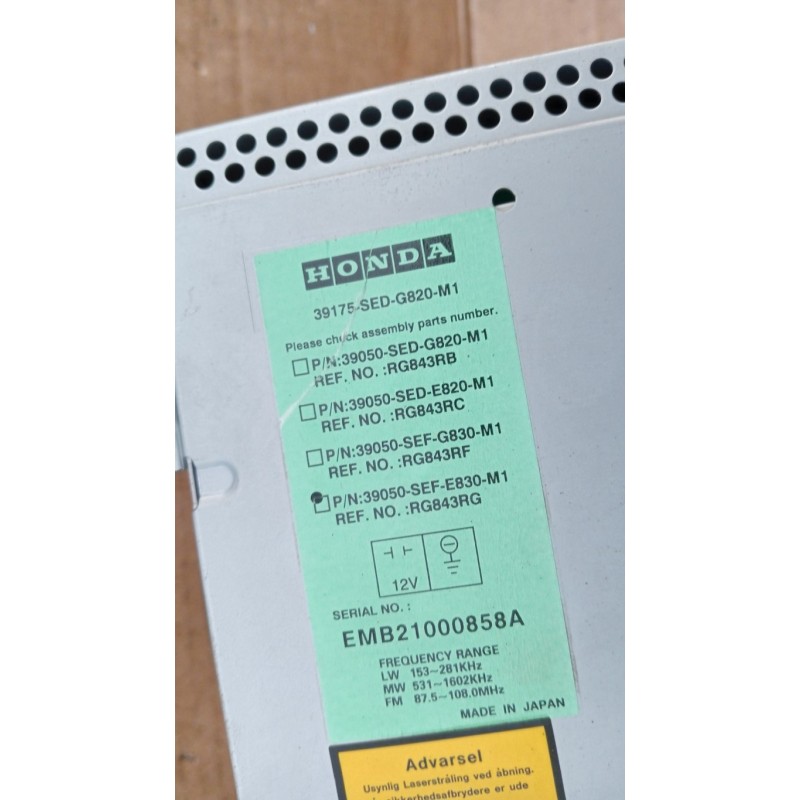 HONDA
39175-SED-G820-M1
Please check assembly parts number.
P/N:39050-SED-G820-M1
REF. NO. :RG843RB
P/N:39050-SED-E820-M1
REF. NO. :RG843RC
P/N:39050-SEF-G830-M1
REF. NO. :RG843RF
P/N:39050-SEF-E830-M1
REF. NO. :RG843RG
12V
SERIAL NO. :
EMB21000858A
FREQUENCY RANGE
LW 153~281KHz
MW 531~1602KHz
FM 87.5~108.0MHz
MADE IN JAPAN
Advarsel
Usynlig Laserstråling ved åbning,
sikkerhedsafbrydere er ude